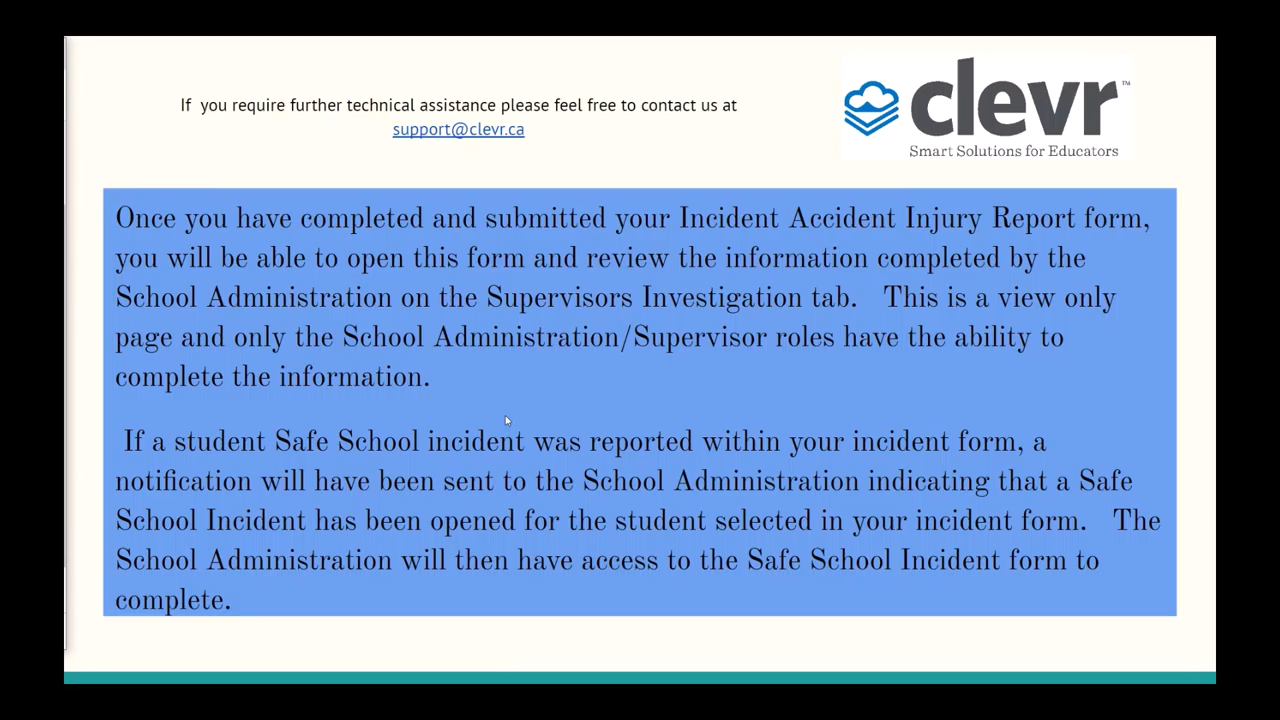 If  you require further technical assistance please feel free to contact us at
support@clevr.ca
clevr™
Smart Solutions for Educators
Once you have completed and submitted your Incident Accident Injury Report form,
you will be able to open this form and review the information completed by the
School Administration on the Supervisors Investigation tab.   This is a view only
page and only the School Administration/Supervisor roles have the ability to
complete the information.
If a student Safe School incident was reported within your incident form, a
notification will have been sent to the School Administration indicating that a Safe
School Incident has been opened for the student selected in your incident form.   The
School Administration will then have access to the Safe School Incident form to
complete.